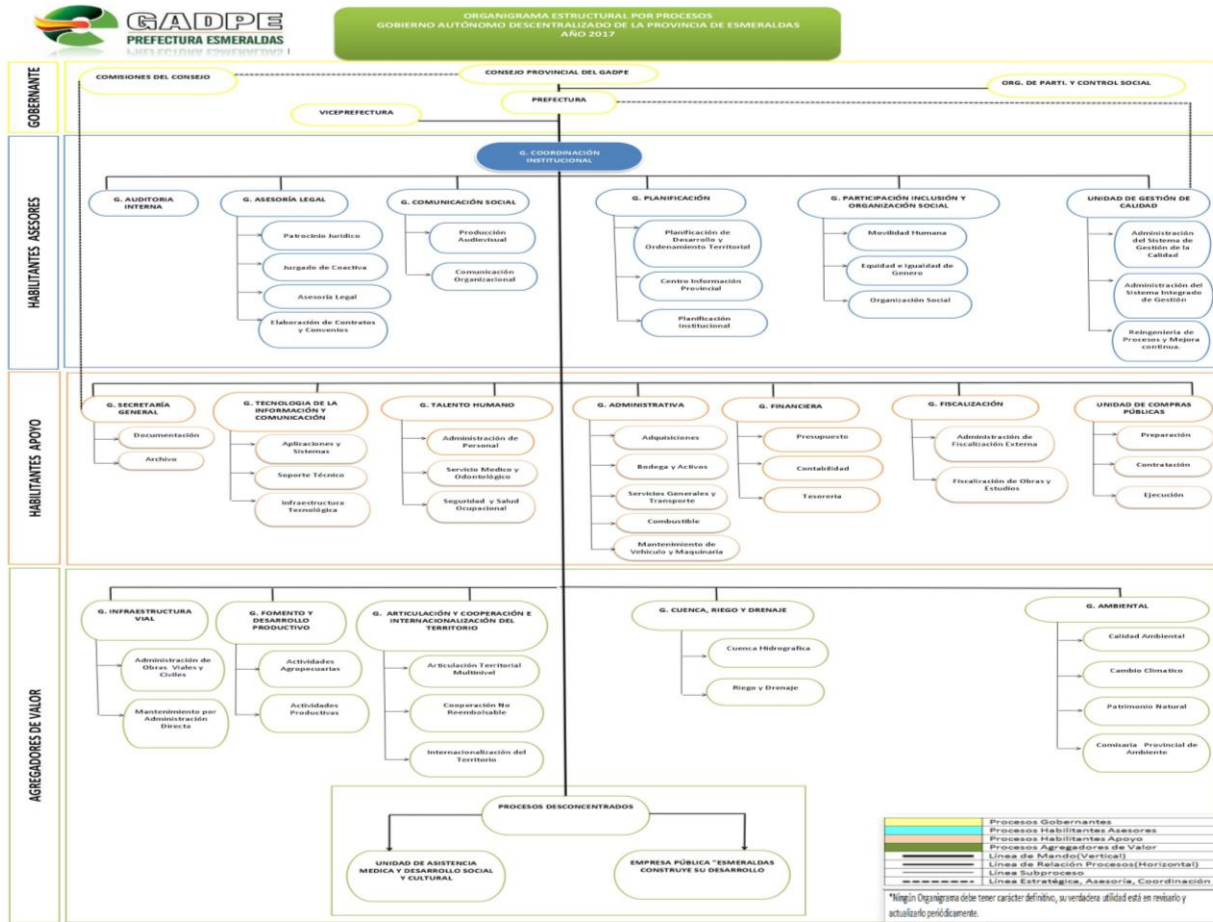 GADPE
PREFECTURA ESMERALDAS
ORGANIGRAMA ESTRUCTURAL POR PROCESOS
GOBIERNO AUTÓNOMO DESCENTRALIZADO DE LA PROVINCIA DE ESMERALDAS
AÑO 2017
GOBERNANTE
COMISIONES DEL CONSEJO
CONSEJO PROVINCIAL DEL GADPE
ORG. DE PARTI. Y CONTROL SOCIAL
PREFECTURA
VICEPREFECTURA
HABILITANTES ASESORES
G. COORDINACIÓN
INSTITUCIONAL
G. AUDITORIA
INTERNA
G. ASESORÍA LEGAL
Patrocinio Jurídico
Juzgado de Coactiva
Asesoría Legal
Elaboración de Contratos
y Convenios
G. COMUNICACIÓN SOCIAL
Producción
Audiovisual
Comunicación
Organizacional
G. PLANIFICACIÓN
Planificación de
Desarrollo y
Ordenamiento Territorial
Centro Información
Provincial
Planificación
Institucional
G. PARTICIPACIÓN INCLUSIÓN Y
ORGANIZACIÓN SOCIAL
Movilidad Humana
Equidad e Igualdad de
Genero
Organización Social
UNIDAD DE GESTIÓN DE
CALIDAD
Administración
del Sistema de
Gestión de la
Calidad
Administración del
Sistema Integrado de
Gestión
Reingeniería de
Procesos y Mejora
continua.
HABILITANTES APOYO
G. SECRETARÍA
GENERAL
Documentación
Archivo
G. TECNOLOGIA DE LA
INFORMACIÓN Y
COMUNICACIÓN
Aplicaciones y
Sistemas
Soporte Técnico
Infraestructura
Tecnológica
G. TALENTO HUMANO
Administración de
Personal
Servicio Medico y
Odontológico
Seguridad y Salud
Ocupacional
G. ADMINISTRATIVA
Adquisiciones
Bodega y Activos
Servicios Generales y
Transporte
Combustible
Mantenimiento de
Vehiculo y Maquinaria
G. FINANCIERA
Presupuesto
Contabilidad
Tesoreria
G. FISCALIZACIÓN
Administración de
Fiscalización Externa
Fiscalización de Obras y
Estudios
UNIDAD DE COMPRAS
PÚBLICAS
Preparación
Contratación
Ejecución
AGREGADORES DE VALOR
G. INFRAESTRUCTURA
VIAL
Administración de
Obras Viales y
Civiles
Mantenimiento por
Administración
Directa
G. FOMENTO Y
DESARROLLO
PRODUCTIVO
Actividades
Agropecuarias
Actividades
Productivas
G. ARTICULACIÓN Y COOPERACIÓN E
INTERNACIONALIZACIÓN DEL
TERRITORIO
Articulación Territorial
Multinivel
Cooperación No
Reembolsable
Internacionalización del
Territorio
G. CUENCA, RIEGO Y DRENAJE
Cuenca Hidrografica
Riego y Drenaje
G. AMBIENTAL
Calidad Ambiental
Cambio Climatico
Patrimonio Natural
Comisaria Provincial de
Ambiente
PROCESOS DESCONCENTRADOS
UNIDAD DE ASISTENCIA
MEDICA Y DESARROLLO SOCIAL
Y CULTURAL
EMPRESA PÚBLICA "ESMERALDAS
CONSTRUYE SU DESARROLLO
Procesos Gobernantes
Procesos Habilitantes Asesores
Procesos Habilitantes Apoyo
Procesos Agregadores de Valor
Línea de Mando(Vertical)
Línea de Relación Procesos(Horizontal)
Línea Subproceso
Línea Estratégica, Asesoría, Coordinación
*Ningún Organigrama debe tener carácter definitivo, su verdadera utilidad está en revisarlo y
actualizarlo periódicamente.